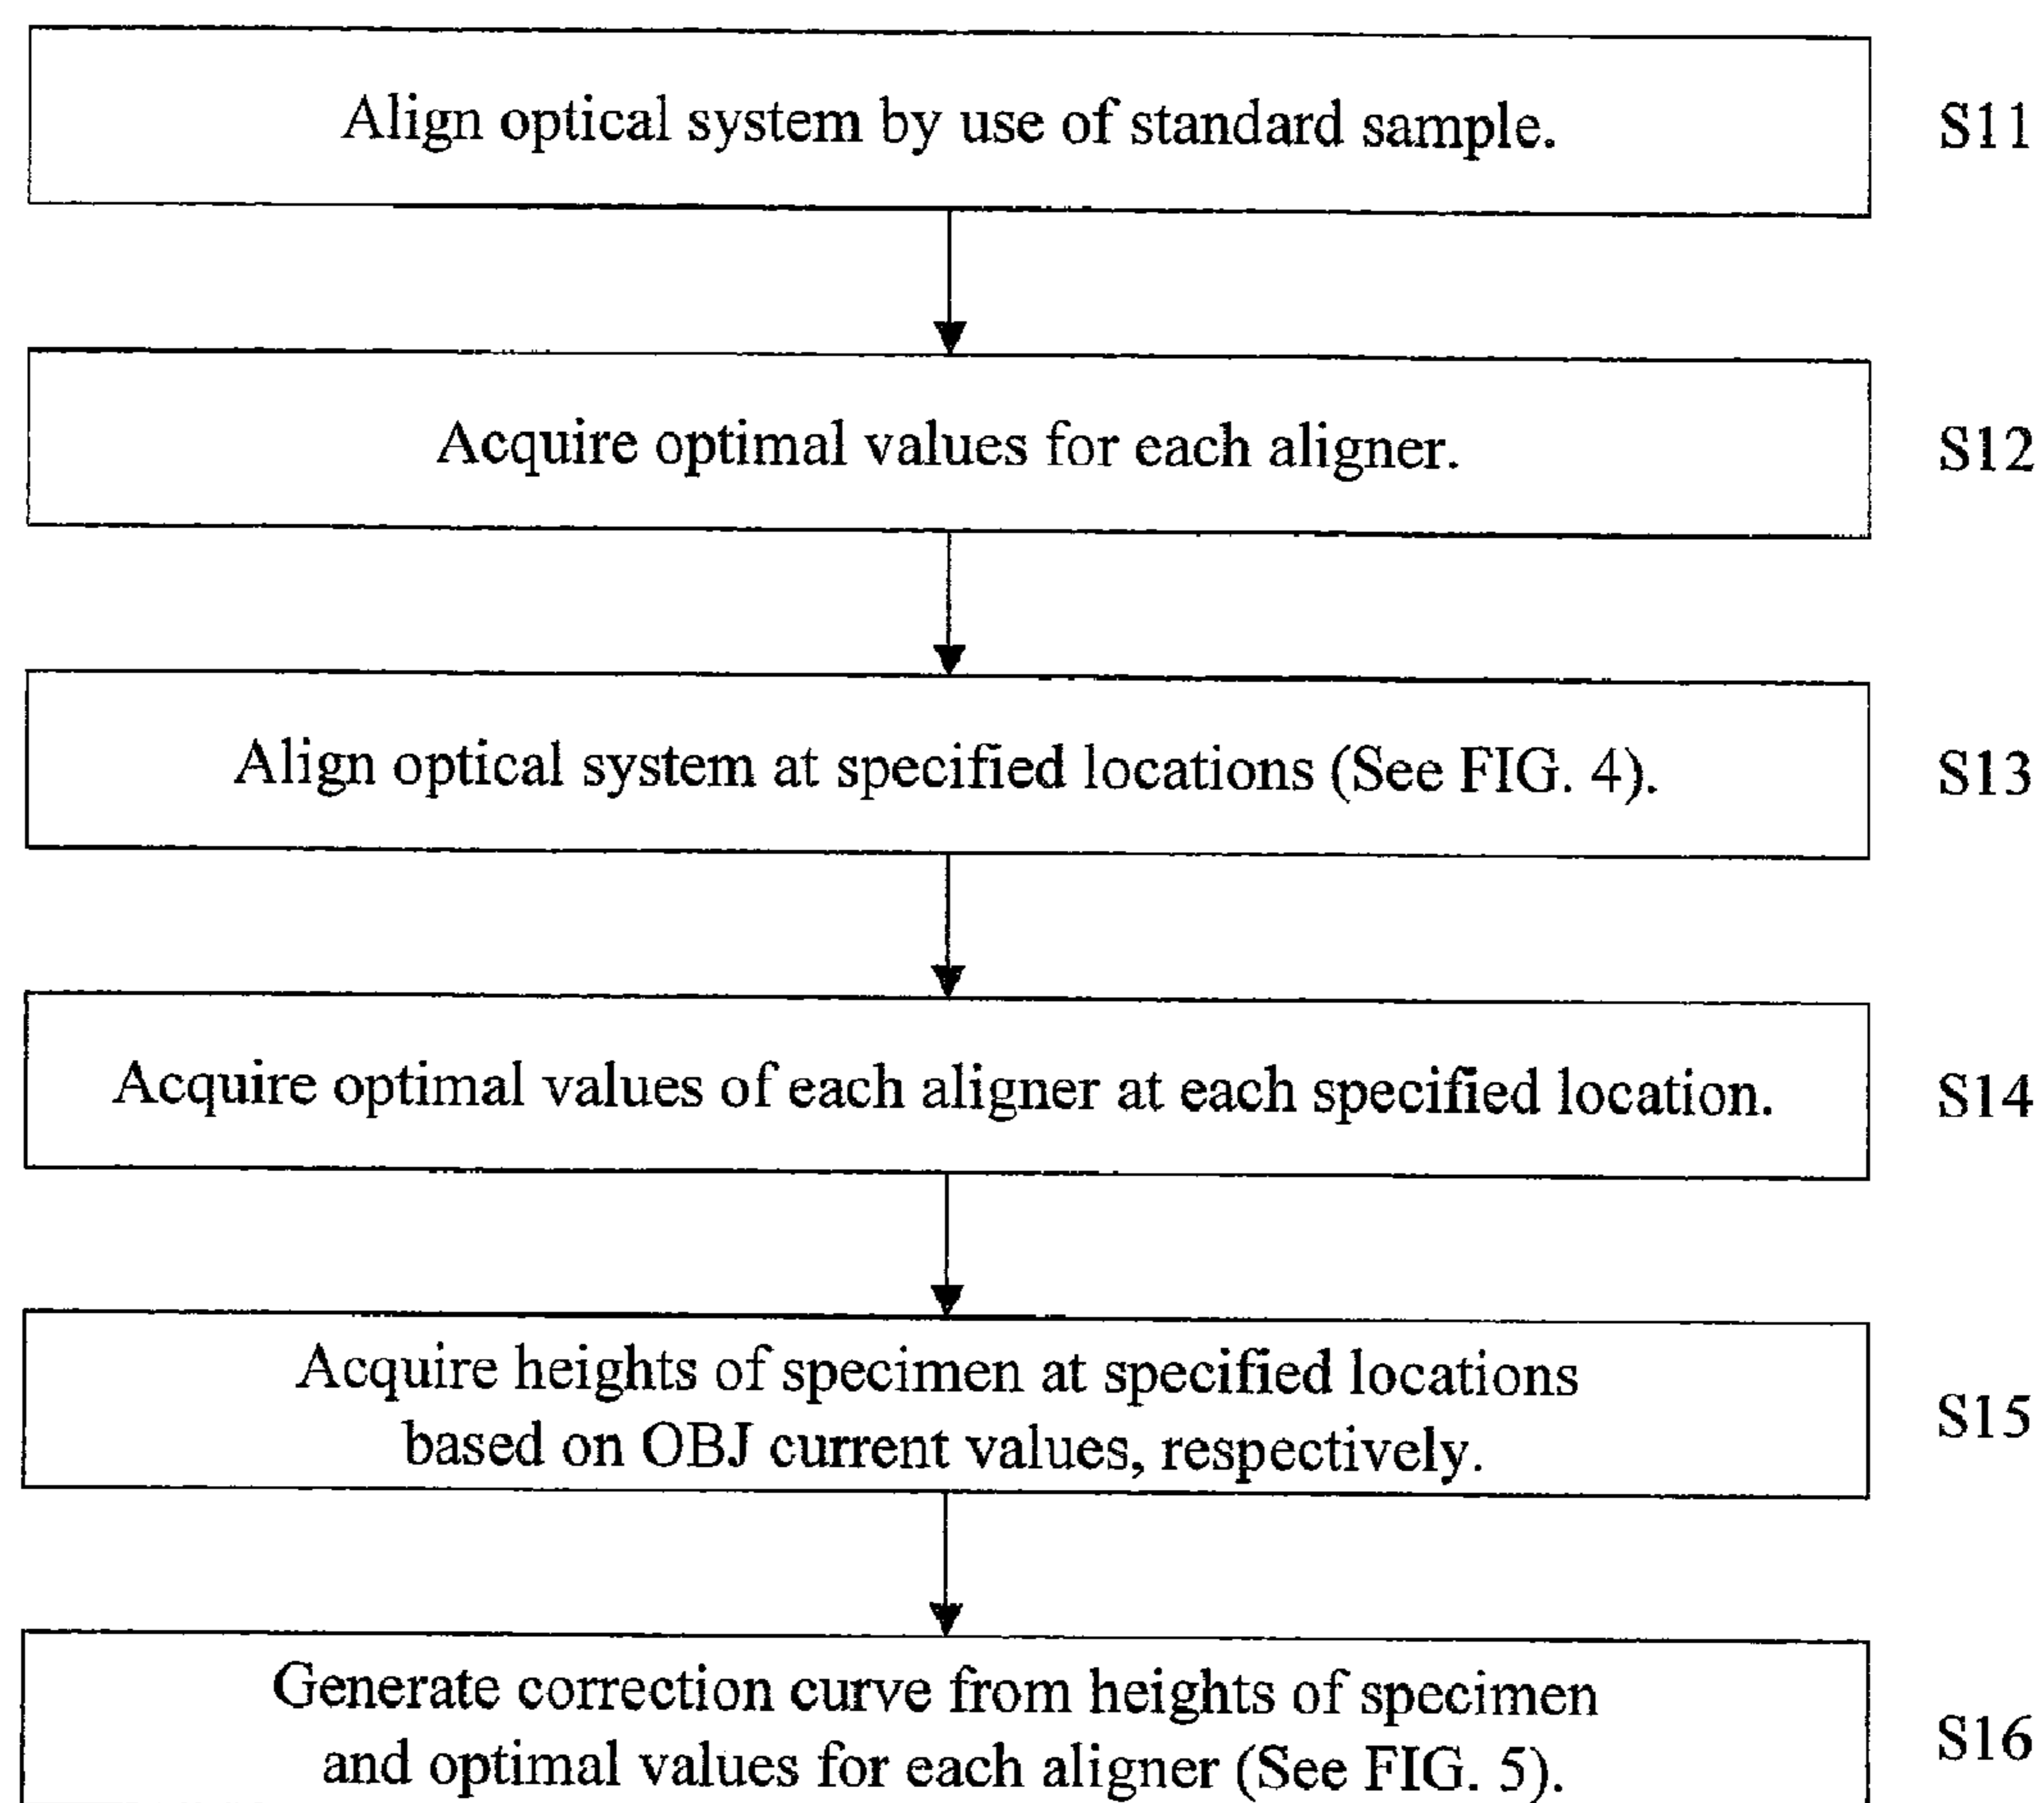 Align optical system by use of standard sample.
S11
Acquire optimal values for each aligner.
S12
Align optical system at specified locations (See FIG. 4).
S13
Acquire optimal values of each aligner at each specified location.
S14
Acquire heights of specimen at specified locations
based on OBJ current values, respectively.
S15
Generate correction curve from heights of specimen
and optimal values for each aligner (See FIG. 5).
S16